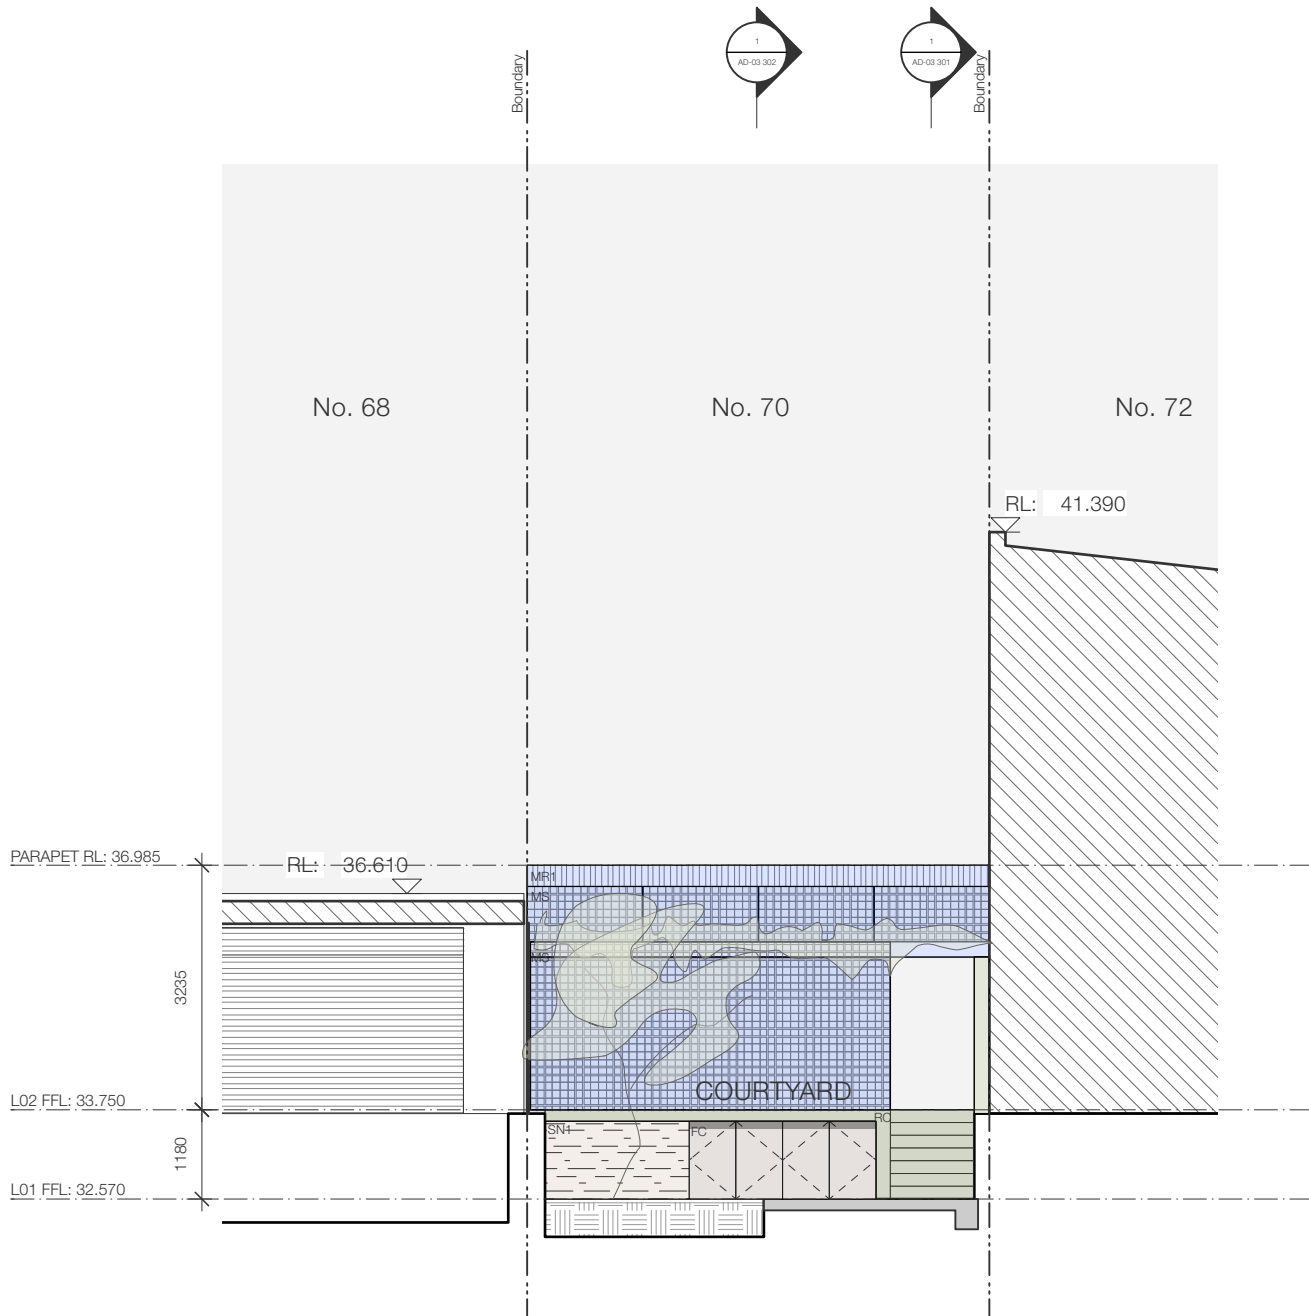 1
AD-03 302
1
AD-03 301
Boundary
Boundary
No. 68
No. 70
No. 72
RL: 41.390
PARAPET RL: 36.985
RL: 36.610
MR1
MS
MS
3235
COURTYARD
L02 FFL: 33.750
RC
SN1
FC
1180
L01 FFL: 32.570